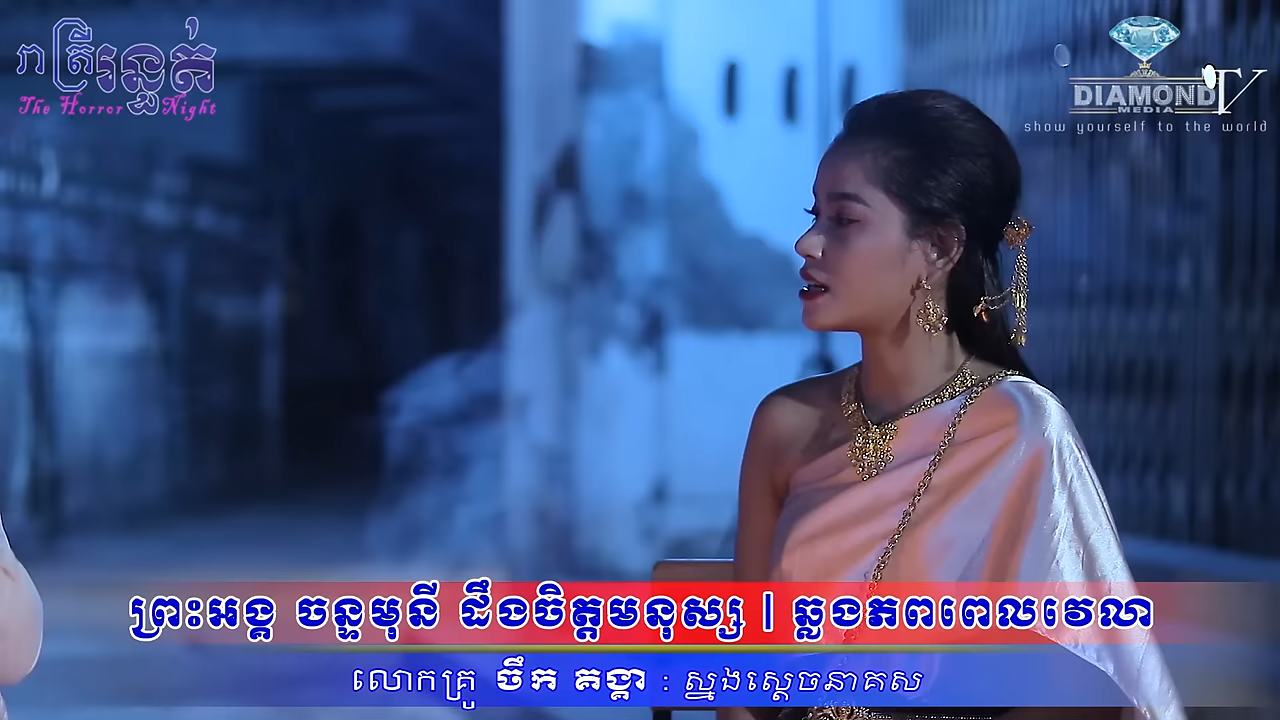 រាត្រីរន្ធត់
The Horror Night
DIAMOND TV
MEDIA
show yourself to the world
ព្រះអង្គ ចន្ទមុនី ដឹងចិត្តមនុស្ស | ឆ្លងភពពេលវេលា
លោកគ្រូ ចឹក គង្គា : ស្នងស្តេចនាគស